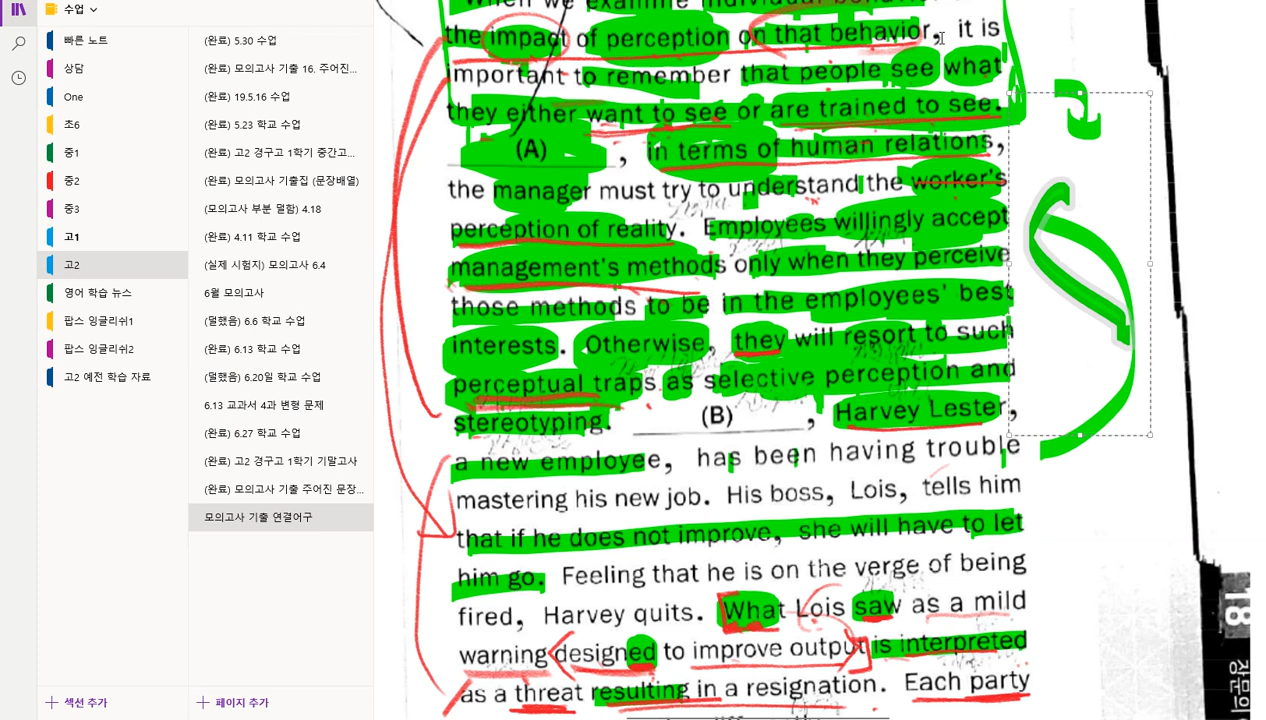 수업
빠른 노트
상담
One
초6
중1
중2
중3
고1
고2
영어 학습 뉴스
팝스 잉글리쉬1
팝스 잉글리쉬2
고2 예전 학습 자료
섹션 추가
(완료) 5.30 수업
(완료) 모의고사 기출 16. 주어진...
(완료) 19.5.16 수업
(완료) 5.23 학교 수업
(완료) 고2 경구고 1학기 중간고...
(완료) 모의고사 기출집 (문장배열)
(모의고사 부분 덜함) 4.18
(완료) 4.11 학교 수업
(실제 시험지) 모의고사 6.4
6월 모의고사
(덜했음) 6.6 학교 수업
(완료) 6.13 학교 수업
(덜했음) 6.20일 학교 수업
6.13 교과서 4과 변형 문제
(완료) 6.27 학교 수업
(완료) 고2 경구고 1학기 기말고사
(완료) 모의고사 기출 주어진 문장...
모의고사 기출 연결어구
페이지 추가
When we examine individual behavior
the impact of perception on that behavior, it is
important to remember that people see what
they either want to see or are trained to see.
(A), in terms of human relations,
the manager must try to understand the worker's
perception of reality. Employees willingly accept
management's methods only when they perceive
those methods to be in the employees' best
interests. Otherwise, they will resort to such
perceptual traps as selective perception and
stereotyping. (B), Harvey Lester,
a new employee, has been having trouble
mastering his new job. His boss, Lois, tells him
that if he does not improve, she will have to let
him go. Feeling that he is on the verge of being
fired, Harvey quits. What Lois saw as a mild
warning designed to improve output is interpreted
as a threat resulting in a resignation. Each party
18
장문의